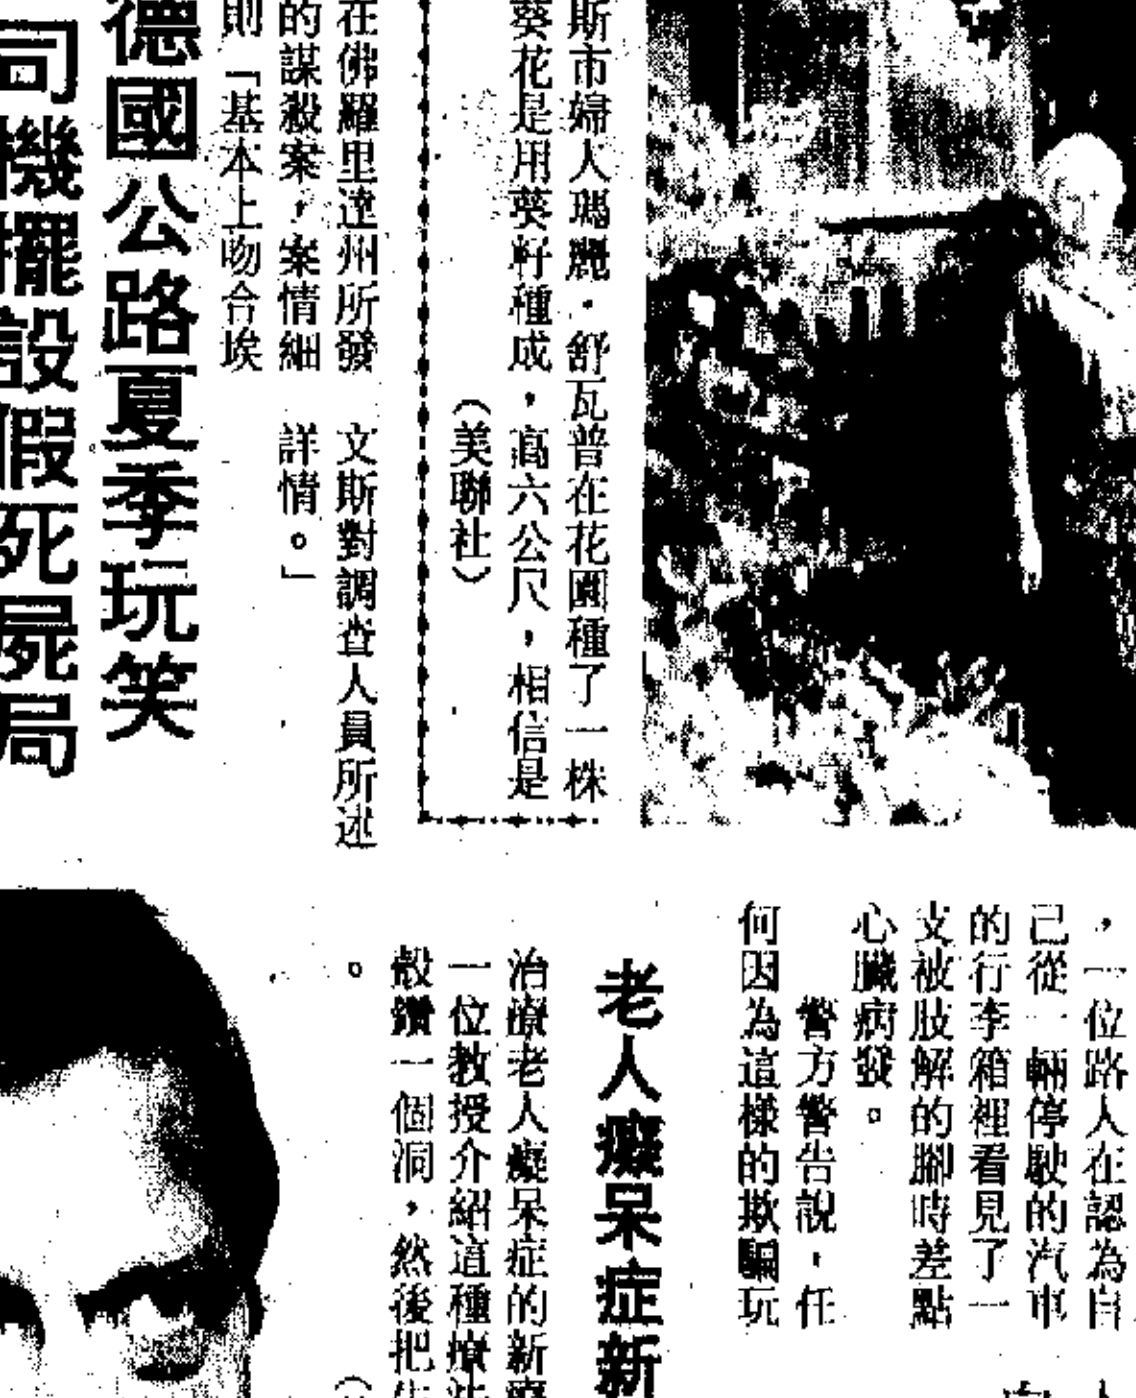 斯市婦人瑪麗·舒瓦普在花園種了一株
葵花是用葵籽種成，高六公尺，相信是
（美聯社）
在佛羅里達州所發
的謀殺案，案情細
則「基本上吻合埃
文斯對調查人員所述
詳情。」
德國公路夏季玩笑
司機擺設假死屍局
，一位路人在認為自
己從一輛停駛的汽車
的行李箱裡看見了一
支被肢解的腳時差點
心臟病發。
警方警告說，任
何因為這樣的欺騙玩
老人癡呆症新
治療老人癡呆症的新
一位教授介紹這種療法
殼鑽一個洞，然後把
。